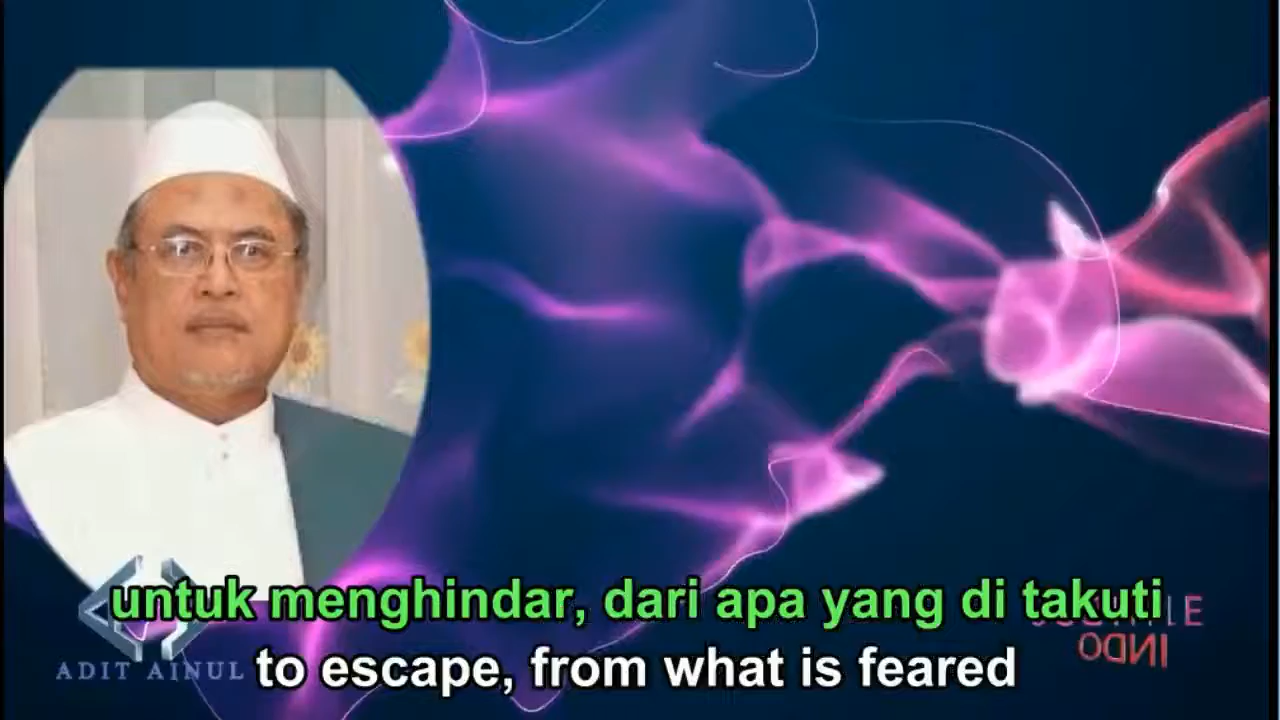 untuk menghindar, dari apa yang di takuti
to escape, from what is feared
ADIT AINUL
INDO